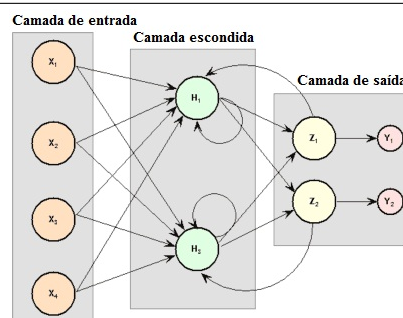 Camada de entrada
Camada escondida
Camada de saída
X₁
X₂
X₃
X₄
H₁
H₂
Z₁
Z₂
Y₁
Y₂